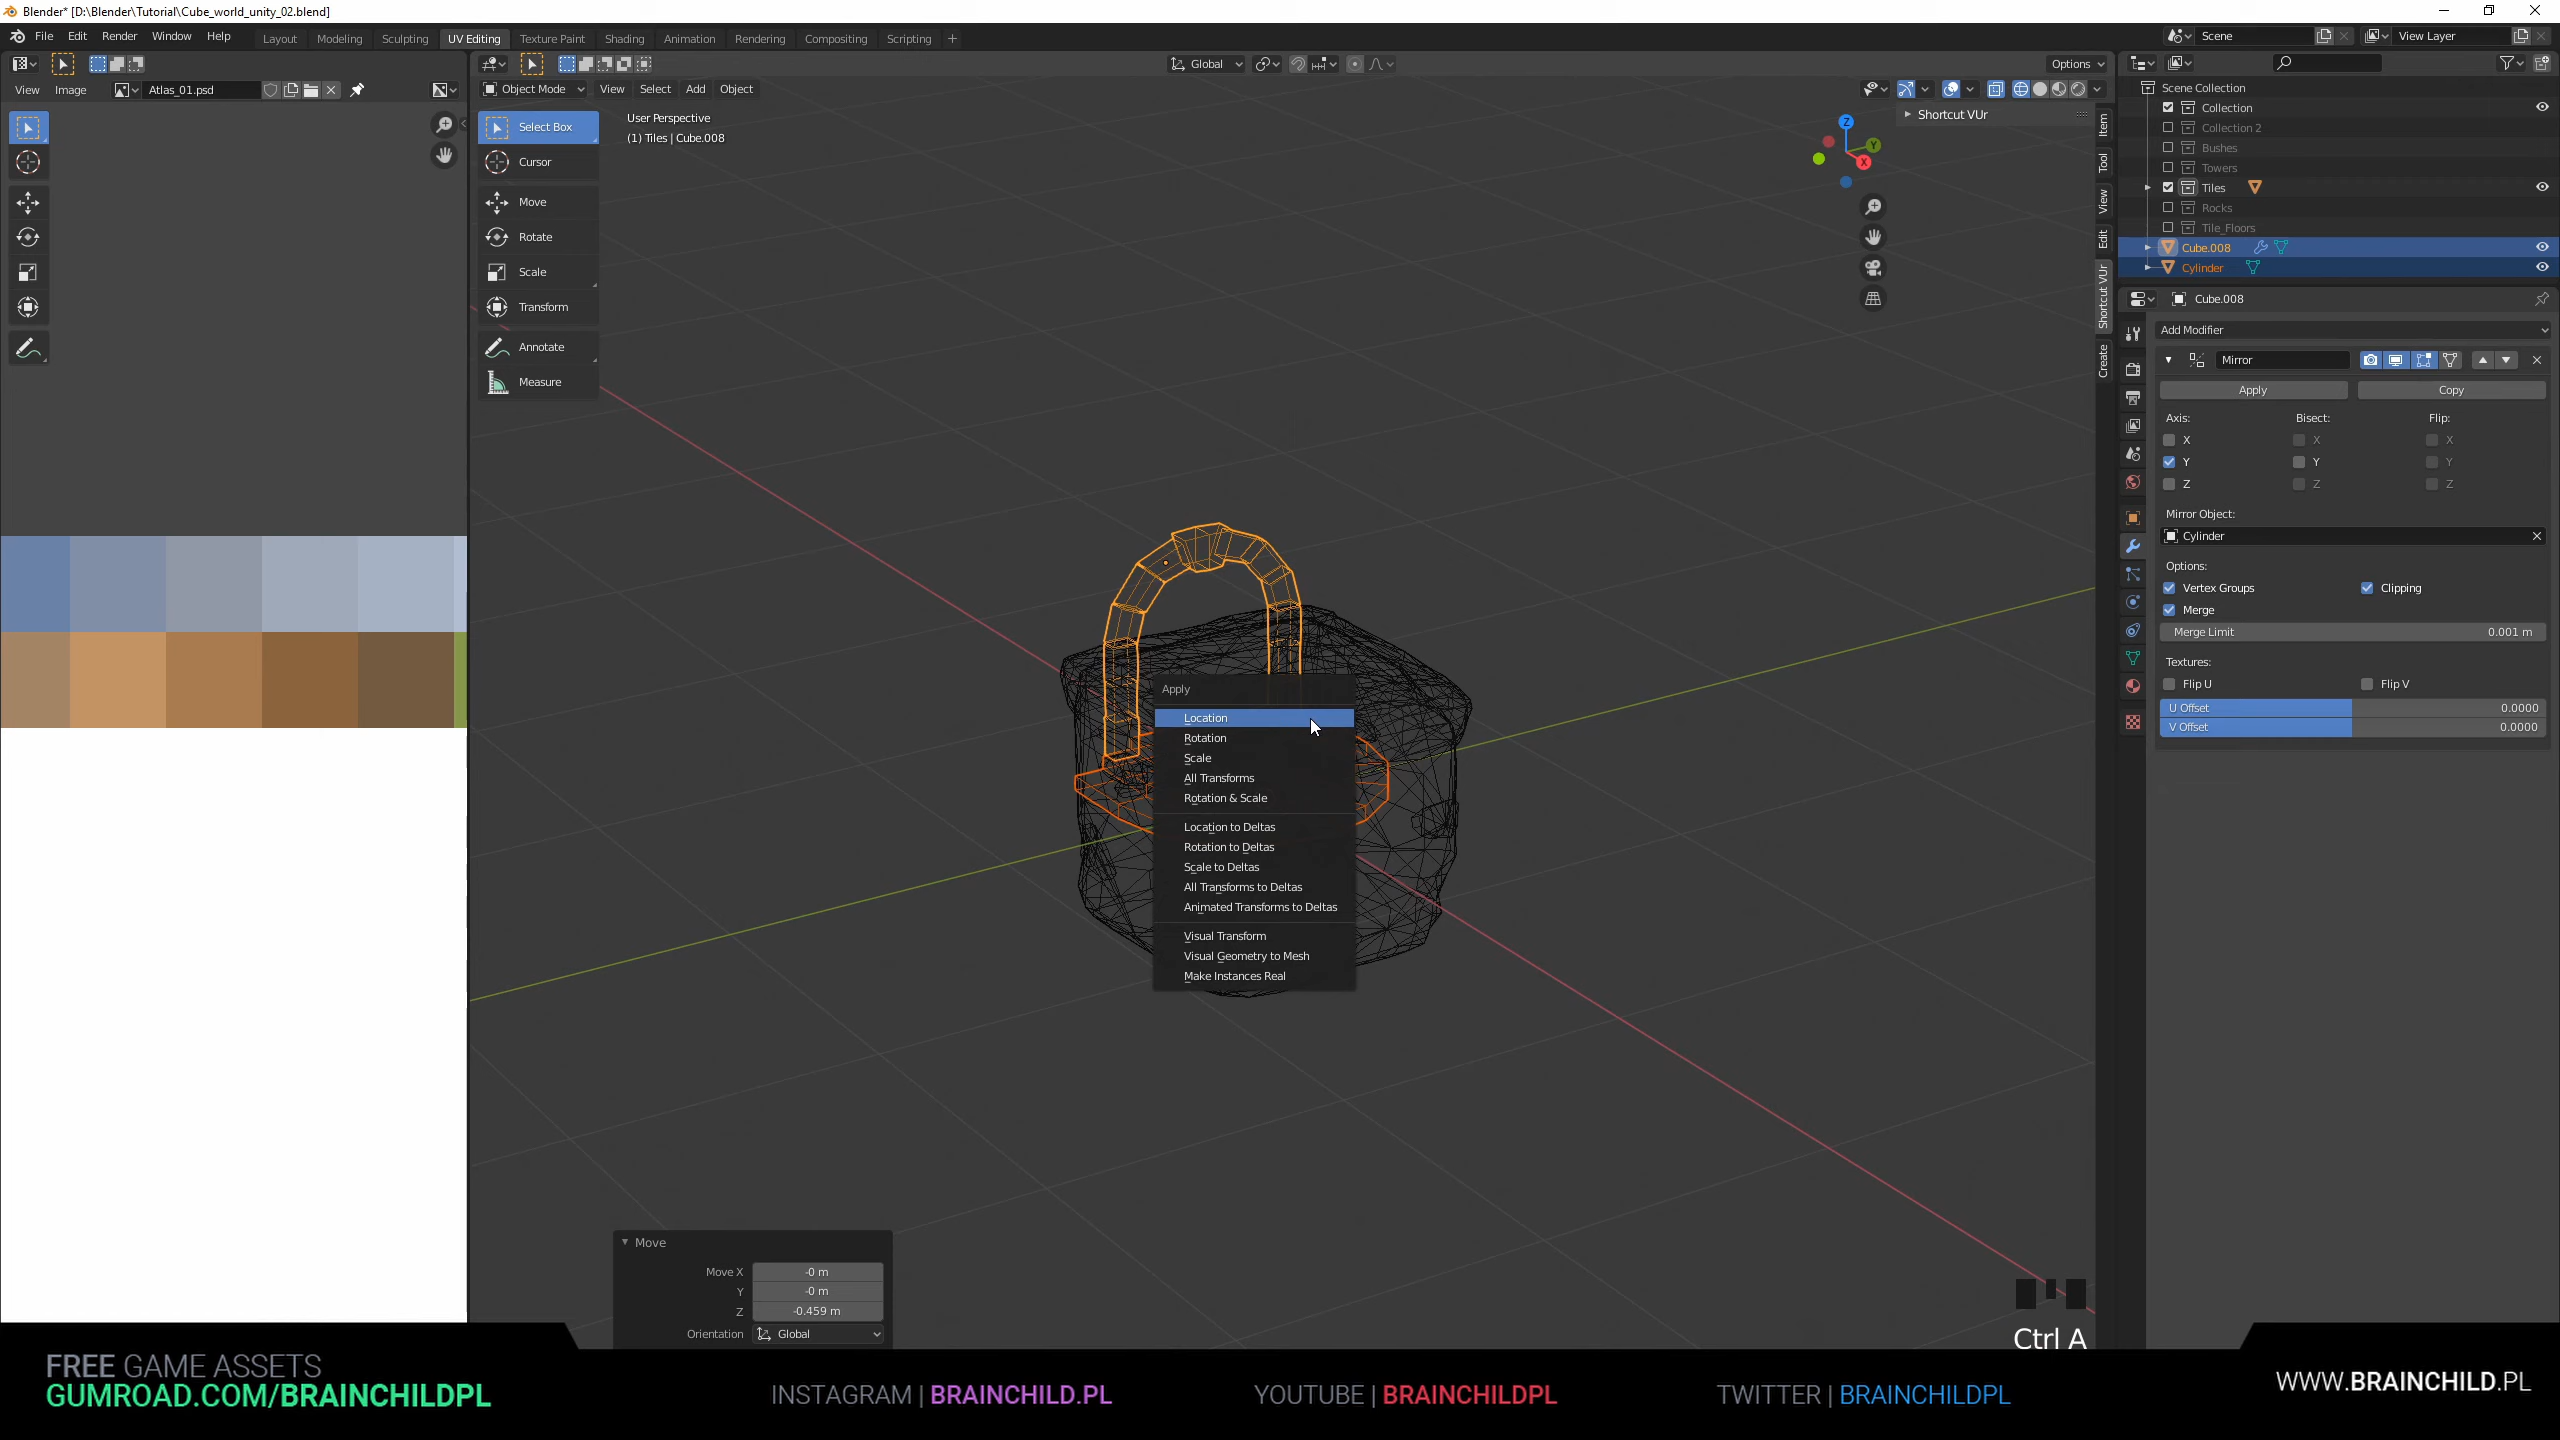 Blender* [D:\Blender\Tutorial\Cube_world_unity_02.blend]
File Edit Render Window Help Layout Modeling Sculpting UV Editing Texture Paint Shading Animation Rendering Compositing Scripting +
Scene View Layer
Global Options
View Image Atlas_01.psd
Object Mode View Select Add Object
User Perspective
(1) Tiles | Cube.008
Select Box
Cursor
Move
Rotate
Scale
Transform
Annotate
Measure
Shortcut VUr
Z
Y
X
Item
Tool
View
Edit
Shortcut VUr
Create
Scene Collection
Collection
Collection 2
Bushes
Towers
Tiles
Rocks
Tile_Floors
Cube.008
Cylinder
Cube.008
Add Modifier
Mirror
Apply Copy
Axis: Bisect: Flip:
X X X
Y Y Y
Z Z Z
Mirror Object:
Cylinder
Options:
Vertex Groups Clipping
Merge
Merge Limit 0.001 m
Textures:
Flip U Flip V
U Offset 0.0000
V Offset 0.0000
Apply
Location
Rotation
Scale
All Transforms
Rotation & Scale
Location to Deltas
Rotation to Deltas
Scale to Deltas
All Transforms to Deltas
Animated Transforms to Deltas
Visual Transform
Visual Geometry to Mesh
Make Instances Real
Move
Move X -0 m
Y -0 m
Z -0.459 m
Orientation Global
Ctrl A
FREE GAME ASSETS
GUMROAD.COM/BRAINCHILDPL
INSTAGRAM | BRAINCHILD.PL
YOUTUBE | BRAINCHILDPL
TWITTER | BRAINCHILDPL
WWW.BRAINCHILD.PL